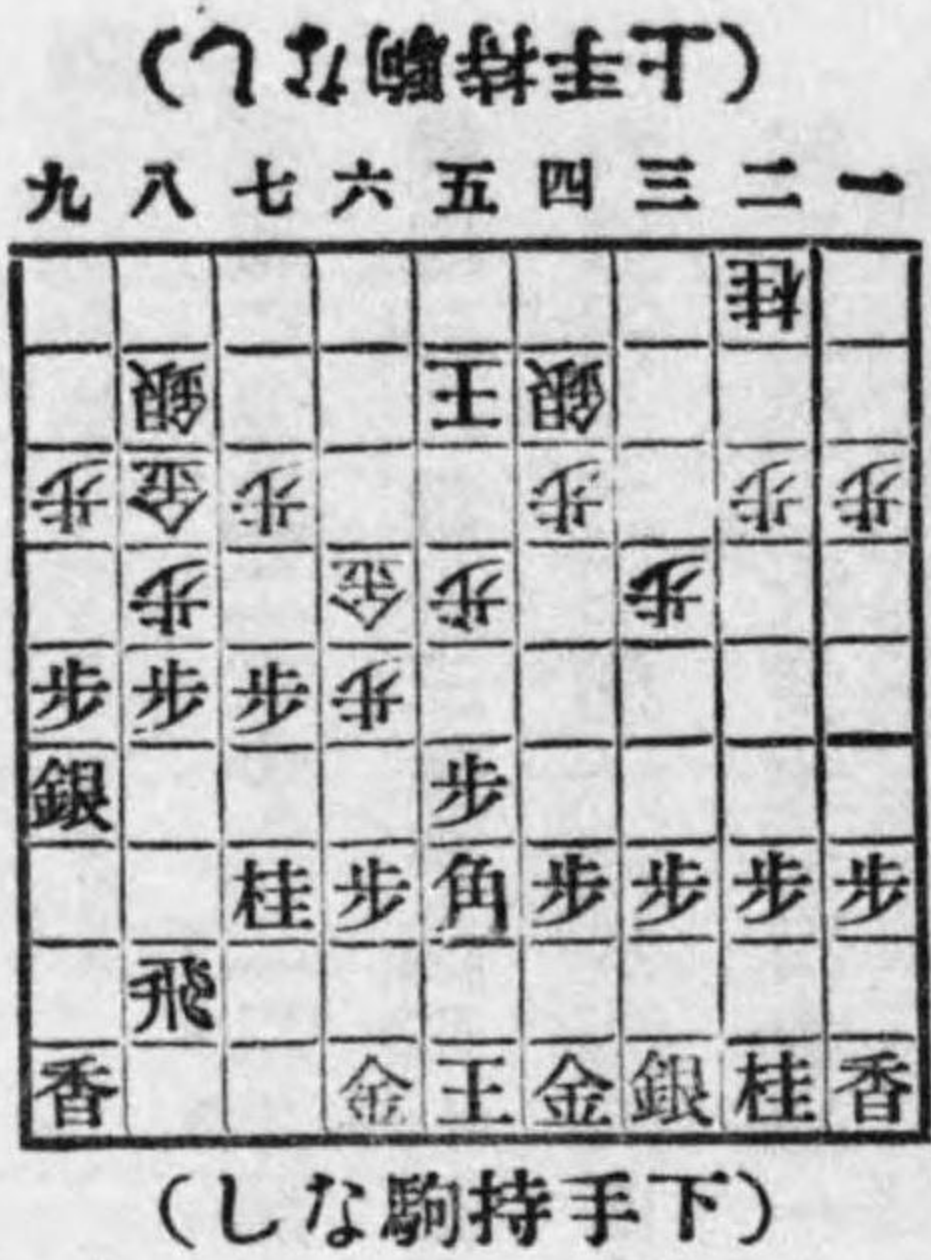 (上手持駒なし)
九八七六五四三二一
桂
銀 王 銀
歩 金 歩 歩 歩 歩
歩 金 歩 歩
歩 歩 歩 歩
銀 歩
桂 歩 角 歩 歩 歩 歩
飛
香 金 王 金 銀 桂 香
(下手持駒なし)